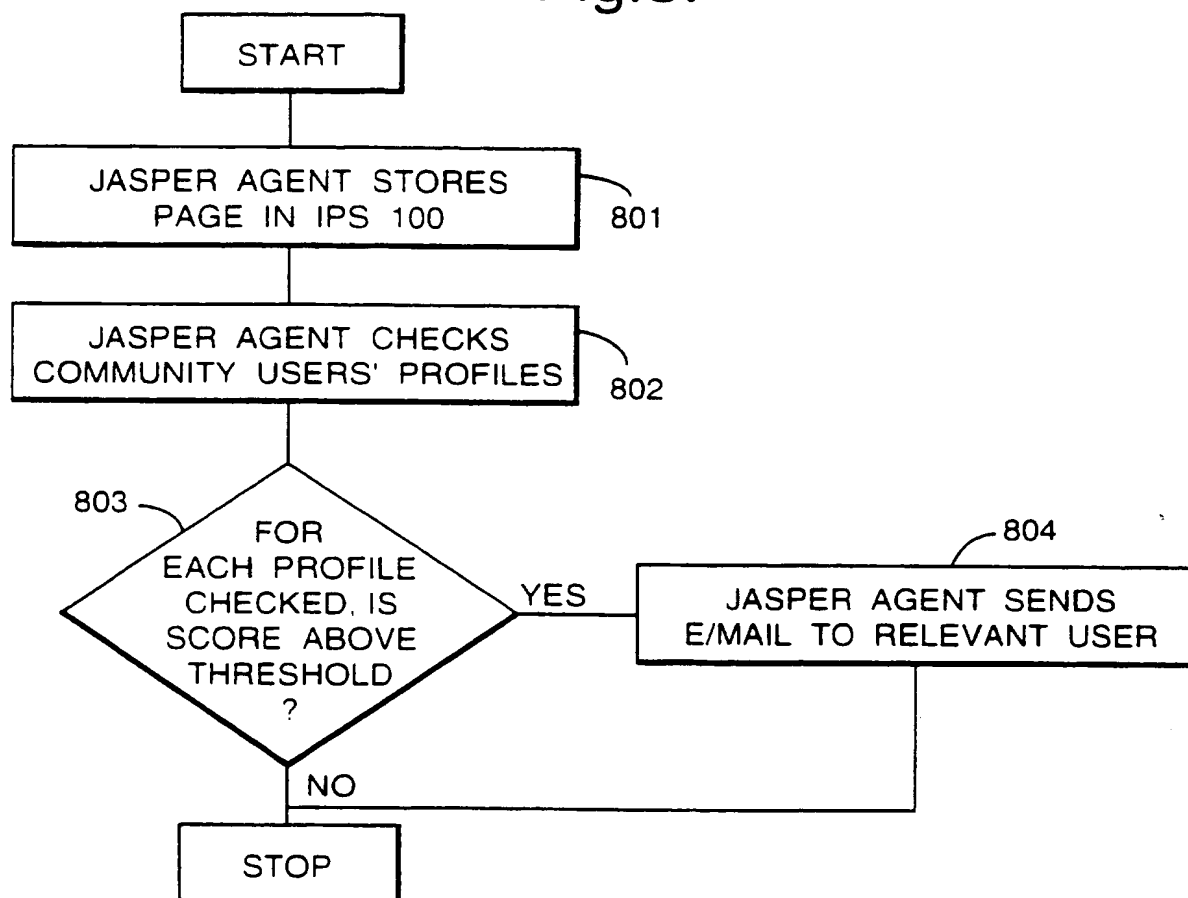 START
JASPER AGENT STORES
PAGE IN IPS 100
801
JASPER AGENT CHECKS
COMMUNITY USERS' PROFILES
802
803
FOR
EACH PROFILE
CHECKED, IS
SCORE ABOVE
THRESHOLD
?
YES
804
JASPER AGENT SENDS
E/MAIL TO RELEVANT USER
NO
STOP